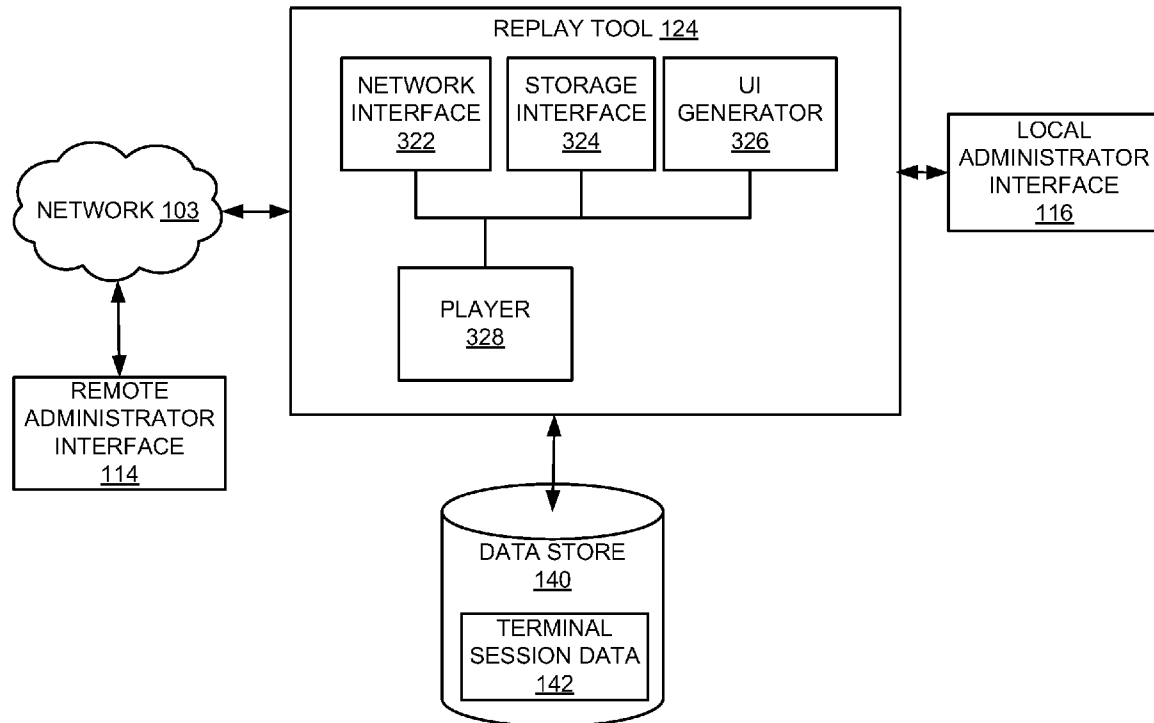 REPLAY TOOL 124
NETWORK
INTERFACE
322
STORAGE
INTERFACE
324
UI
GENERATOR
326
LOCAL
ADMINISTRATOR
INTERFACE
116
NETWORK 103
PLAYER
328
REMOTE
ADMINISTRATOR
INTERFACE
114
DATA STORE
140
TERMINAL
SESSION DATA
142